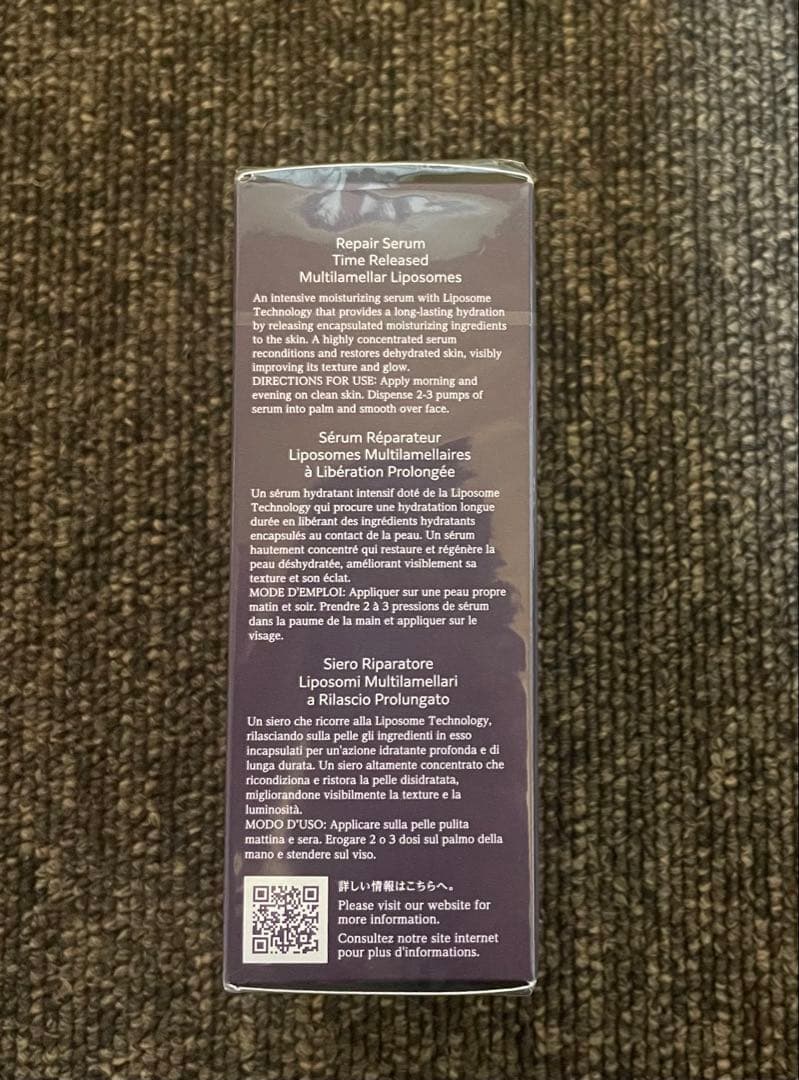 Repair Serum
Time Released
Multilamellar Liposomes
An intensive moisturizing serum with Liposome
Technology that provides a long-lasting hydration
by releasing encapsulated moisturizing ingredients
to the skin. A highly concentrated serum
reconditions and restores dehydrated skin, visibly
improving its texture and glow.
DIRECTIONS FOR USE: Apply morning and
evening on clean skin. Dispense 2-3 pumps of
serum into palm and smooth over face.
Sérum Réparateur
Liposomes Multilamellaires
à Libération Prolongée
Un sérum hydratant intensif doté de la Liposome
Technology qui procure une hydratation longue
durée en libérant des ingrédients hydratants
encapsulés au contact de la peau. Un sérum
hautement concentré qui restaure et régénère la
peau déshydratée, améliorant visiblement sa
texture et son éclat.
MODE D'EMPLOI: Appliquer sur une peau propre
matin et soir. Prendre 2 à 3 pressions de sérum
dans la paume de la main et appliquer sur le
visage.
Siero Riparatore
Liposomi Multilamellari
a Rilascio Prolungato
Un siero che ricorre alla Liposome Technology,
rilasciando sulla pelle gli ingredienti in esso
incapsulati per un'azione idratante profonda e di
lunga durata. Un siero altamente concentrato che
ricondiziona e ristora la pelle disidratata,
migliorandone visibilmente la texture e la
luminosità.
MODO D'USO: Applicare sulla pelle pulita
mattina e sera. Erogare 2 o 3 dosi sul palmo della
mano e stendere sul viso.
詳しい情報はこちらへ。
Please visit our website for
more information.
Consultez notre site internet
pour plus d'informations.